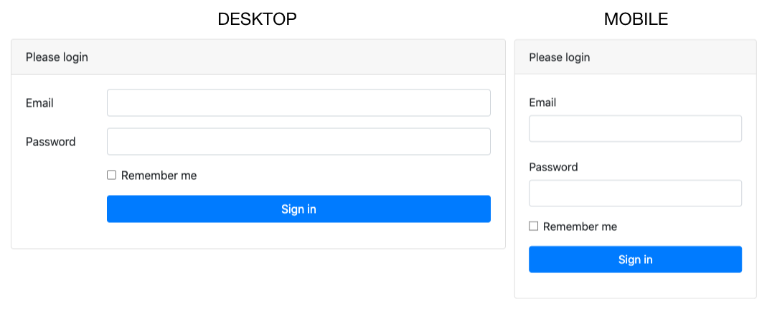 DESKTOP
Please login
Email
Password
Remember me
Sign in
MOBILE
Please login
Email
Password
Remember me
Sign in